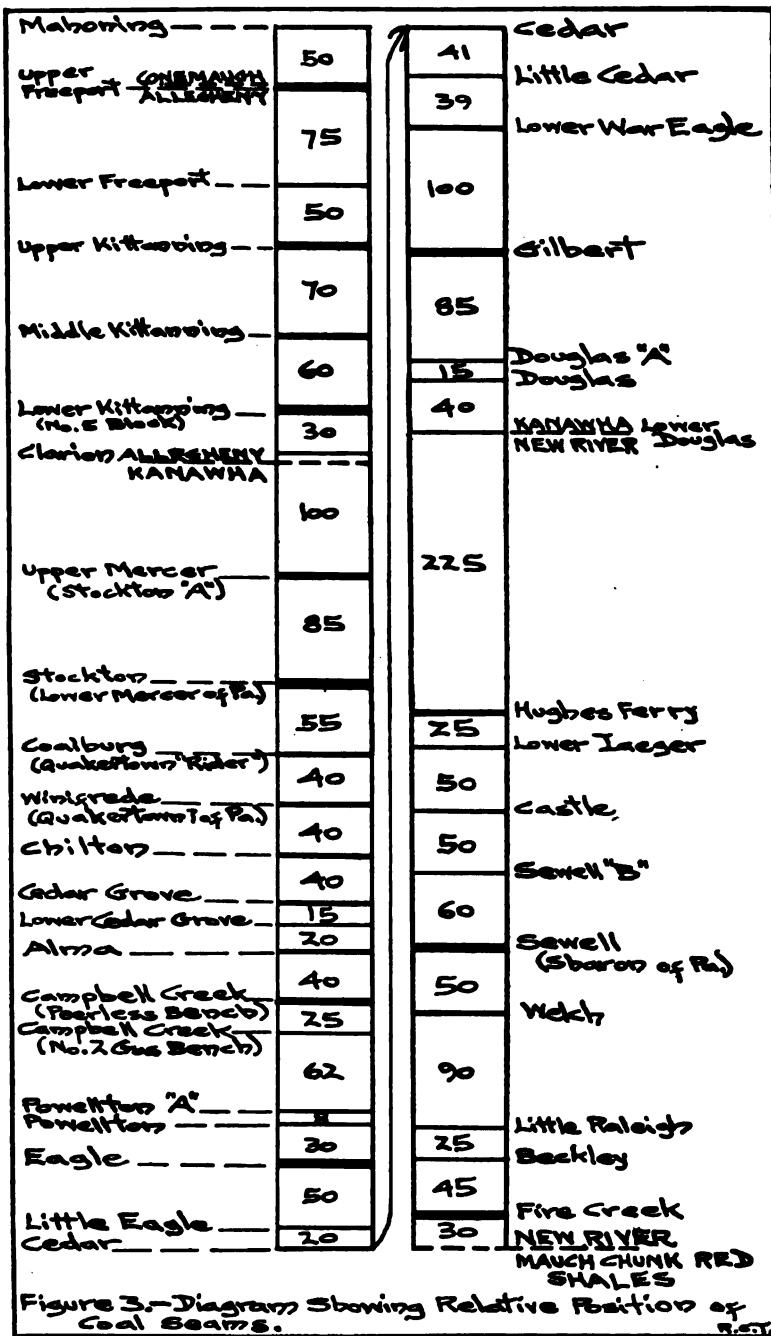 Mahoning
50
Upper
Freeport CONEMAUGH
ALLEGHENY
75
Lower Freeport
50
Upper Kittanning
70
Middle Kittanning
60
Lower Kittanning
(No. 5 Block)
30
Clarion ALLEGHENY
KANAWHA
100
Upper Mercer
(Stockton "A")
85
Stockton
(Lower Mercer of Pa.)
55
Coalburg
(Quakertown "Rider")
40
Winifrede
(Quakertown of Pa.)
40
Chilton
40
Cedar Grove
15
Lower Cedar Grove
20
Alma
40
Campbell Creek
(Peerless Bench)
25
Campbell Creek
(No. 2 Gas Bench)
62
Powellton "A"
Powellton
30
Eagle
50
Little Eagle
20
Cedar
Cedar
41
Little Cedar
39
Lower War Eagle
100
Gilbert
85
Douglas "A"
15
Douglas
40
KANAWHA Lower
NEW RIVER Douglas
225
Hughes Ferry
25
Lower Iaeger
50
Castle
50
Sewell "B"
60
Sewell
(Sharon of Pa.)
50
Welch
90
Little Raleigh
25
Beckley
45
Fire Creek
30
NEW RIVER
MAUCH CHUNK RED
SHALES
Figure 3.—Diagram Showing Relative Position of
Coal Seams.
R.C.T.